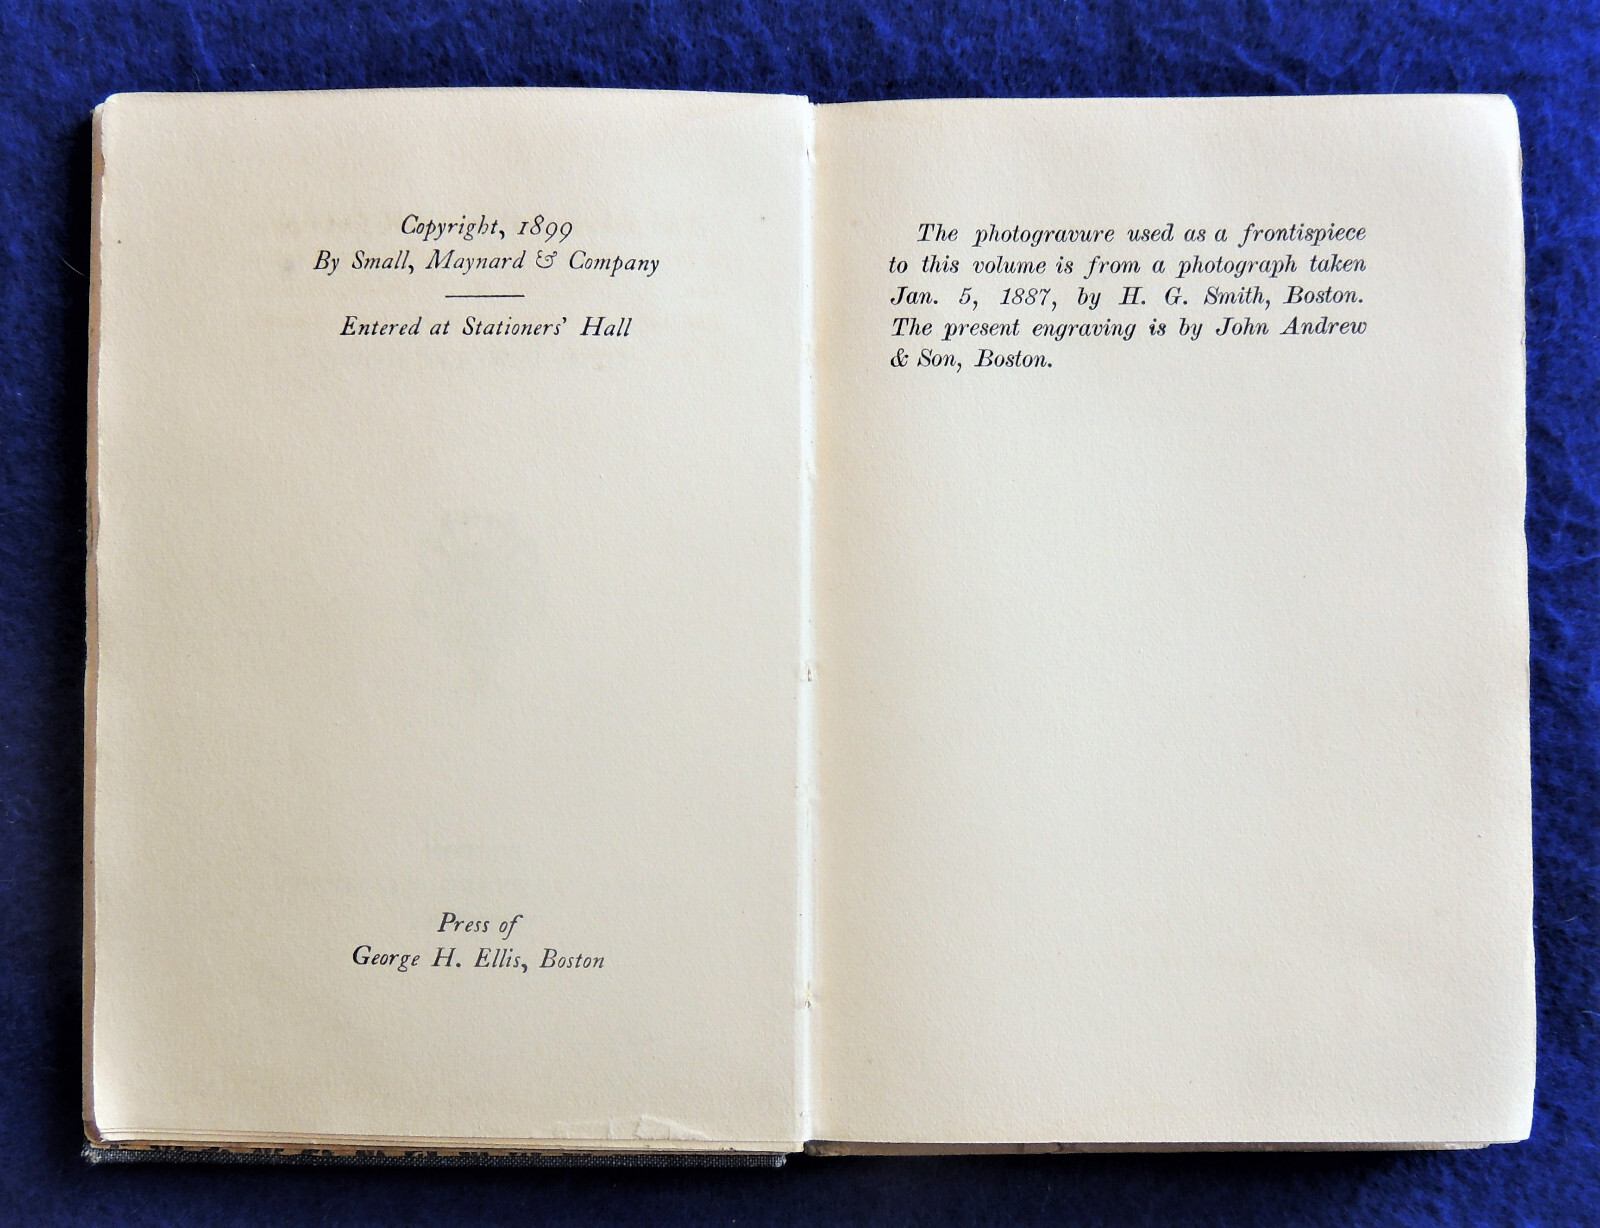 Copyright, 1899
By Small, Maynard & Company
Entered at Stationers' Hall
Press of
George H. Ellis, Boston
The photogravure used as a frontispiece
to this volume is from a photograph taken
Jan. 5, 1887, by H. G. Smith, Boston.
The present engraving is by John Andrew
& Son, Boston.